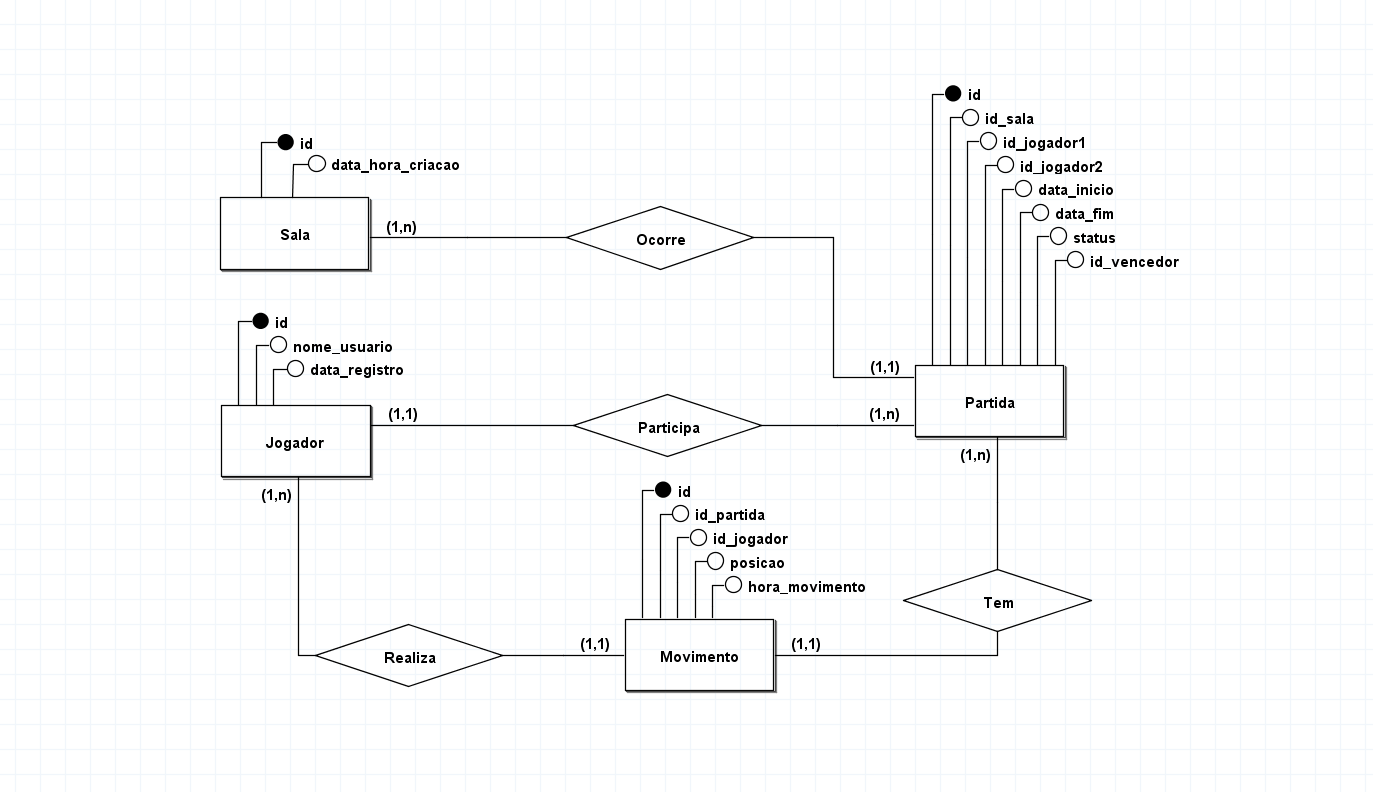 id
data_hora_criacao
Sala
(1,n)
Ocorre
id
id_sala
id_jogador1
id_jogador2
data_inicio
data_fim
status
id_vencedor
(1,1)
Partida
(1,n)
(1,n)
id
nome_usuario
data_registro
Jogador
(1,1)
(1,n)
Participa
id
id_partida
id_jogador
posicao
hora_movimento
Tem
Realiza
(1,1)
Movimento
(1,1)